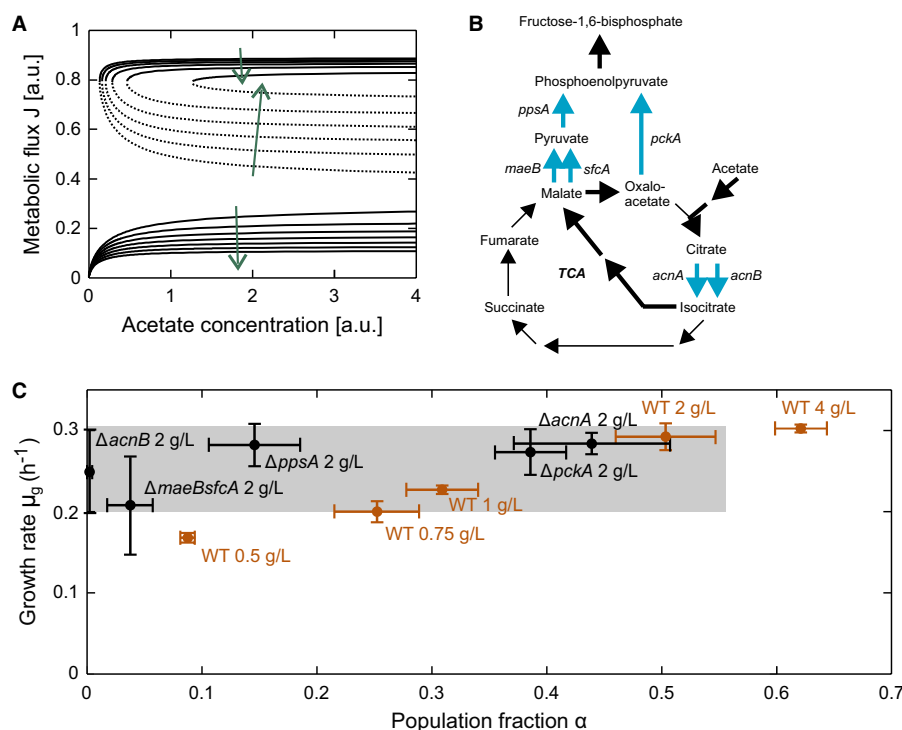 A
Metabolic flux J [a.u.]
1
0.8
0.6
0.4
0.2
0
0
1
2
3
4
Acetate concentration [a.u.]
B
Fructose-1,6-bisphosphate
Phosphoenolpyruvate
ppsA
pckA
Pyruvate
maeB
sfcA
Malate
Oxalo-
acetate
Acetate
Fumarate
Citrate
acnA
acnB
TCA
Succinate
Isocitrate
C
Growth rate μg (h-1)
0.3
0.2
0.1
0
ΔacnB 2 g/L
ΔmaeBsfcA 2 g/L
ΔppsA 2 g/L
ΔacnA 2 g/L
ΔpckA 2 g/L
WT 2 g/L
WT 4 g/L
WT 1 g/L
WT 0.75 g/L
WT 0.5 g/L
0
0.1
0.2
0.3
0.4
0.5
0.6
0.7
Population fraction α